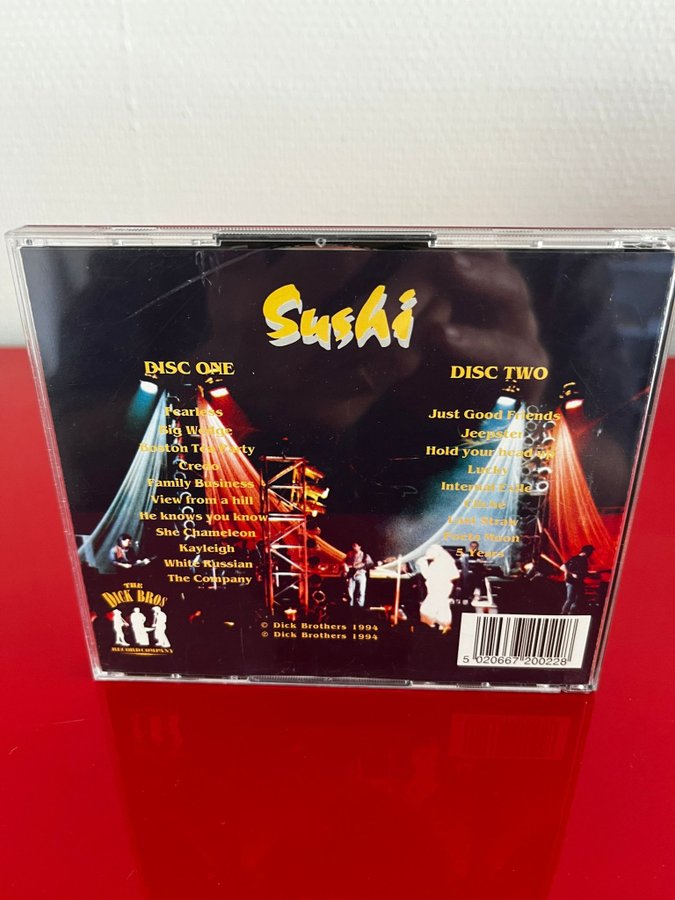 Sushi
DISC ONE
Fearless
Big Wedge
Boston Tea Party
Credo
Family Business
View from a hill
He knows you know
She Chameleon
Kayleigh
White Russian
The Company
DISC TWO
Just Good Friends
Jeepster
Hold your head up
Lucky
Internal Exile
Cliche
Last Straw
Poets Moon
5 Years
THE
DICK BROS
RECORD COMPANY
© Dick Brothers 1994
℗ Dick Brothers 1994
5 020667 200228